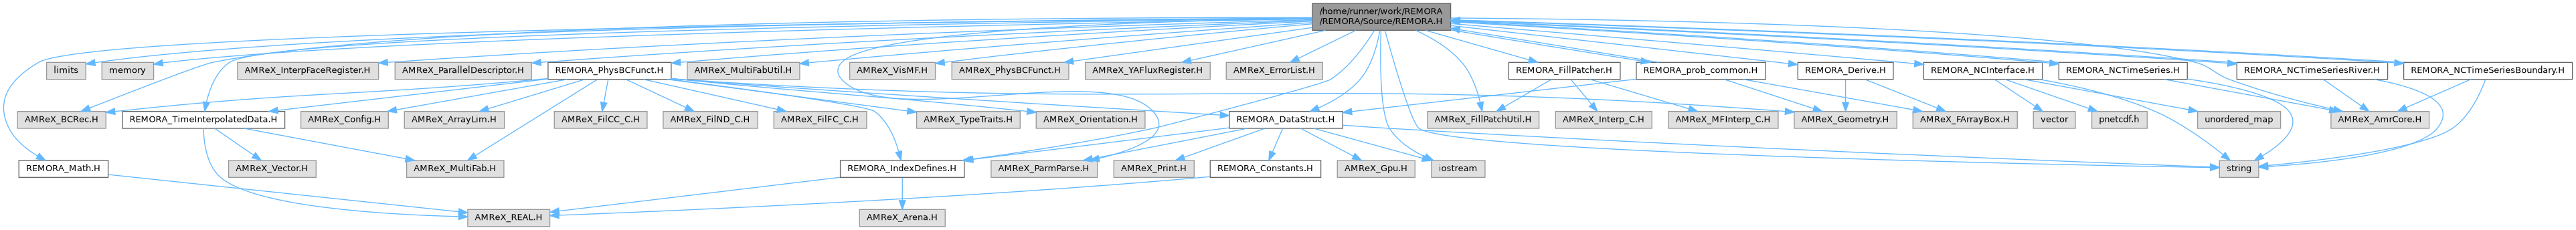 /home/runner/work/REMORA
/REMORA/Source/REMORA.H
limits
memory
AMReX_InterpFaceRegister.H
AMReX_ParallelDescriptor.H
REMORA_PhysBCFunct.H
AMReX_MultiFabUtil.H
AMReX_VisMF.H
AMReX_PhysBCFunct.H
AMReX_YAFluxRegister.H
AMReX_ErrorList.H
REMORA_FillPatcher.H
REMORA_prob_common.H
REMORA_Derive.H
REMORA_NCInterface.H
REMORA_NCTimeSeries.H
REMORA_NCTimeSeriesRiver.H
REMORA_NCTimeSeriesBoundary.H
AMReX_BCRec.H
REMORA_TimeInterpolatedData.H
AMReX_Config.H
AMReX_ArrayLim.H
AMReX_FilCC_C.H
AMReX_FilND_C.H
AMReX_FilFC_C.H
AMReX_TypeTraits.H
AMReX_Orientation.H
REMORA_DataStruct.H
AMReX_FillPatchUtil.H
AMReX_Interp_C.H
AMReX_MFInterp_C.H
AMReX_Geometry.H
AMReX_FArrayBox.H
vector
pnetcdf.h
unordered_map
AMReX_AmrCore.H
REMORA_Math.H
AMReX_Vector.H
AMReX_MultiFab.H
REMORA_IndexDefines.H
AMReX_ParmParse.H
AMReX_Print.H
REMORA_Constants.H
AMReX_Gpu.H
iostream
string
AMReX_REAL.H
AMReX_Arena.H